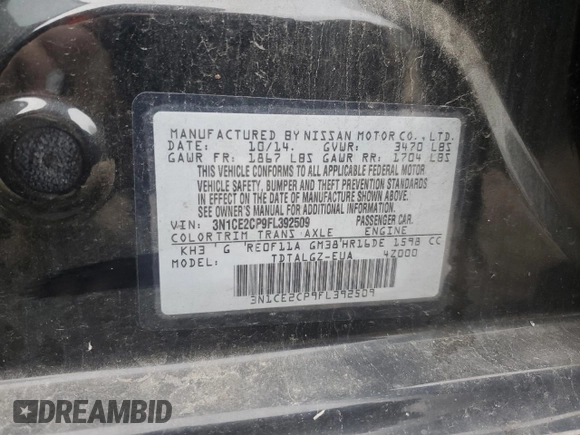 MANUFACTURED BY NISSAN MOTOR CO., LTD.
DATE: 10/14. GVWR: 3470 LBS
GAWR FR: 1867 LBS GAWR RR: 1704 LBS
THIS VEHICLE CONFORMS TO ALL APPLICABLE FEDERAL MOTOR
VEHICLE SAFETY, BUMPER AND THEFT PREVENTION STANDARDS
IN EFFECT ON THE DATE OF MANUFACTURE SHOWN ABOVE.
SEE OWNER'S MANUAL FOR ADDITIONAL INFORMATION
VIN: 3N1CE2CP9FL392509 PASSENGER CAR.
COLOR TRIM TRANS AXLE ENGINE
KH3 G RE0F11A GM38 HR16DE 1598 CC
MODEL: TDTALGZ-EUA 4Z000
3N1CE2CP9FL392509
DREAMBID